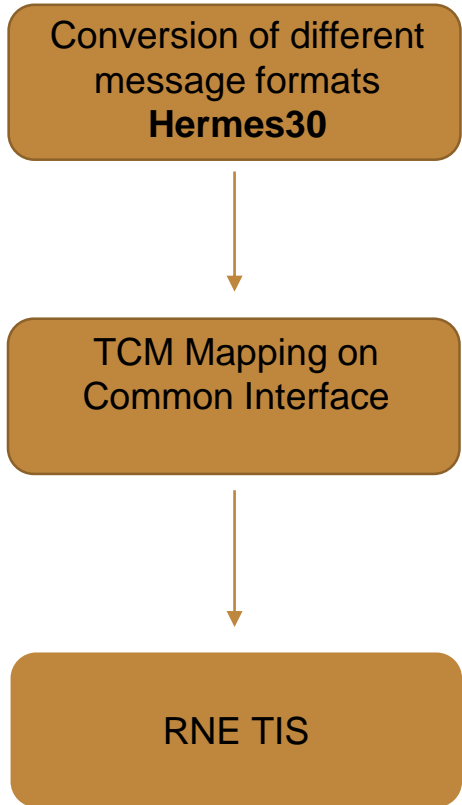 Conversion of different
message formats
Hermes30
TCM Mapping on
Common Interface
RNE TIS